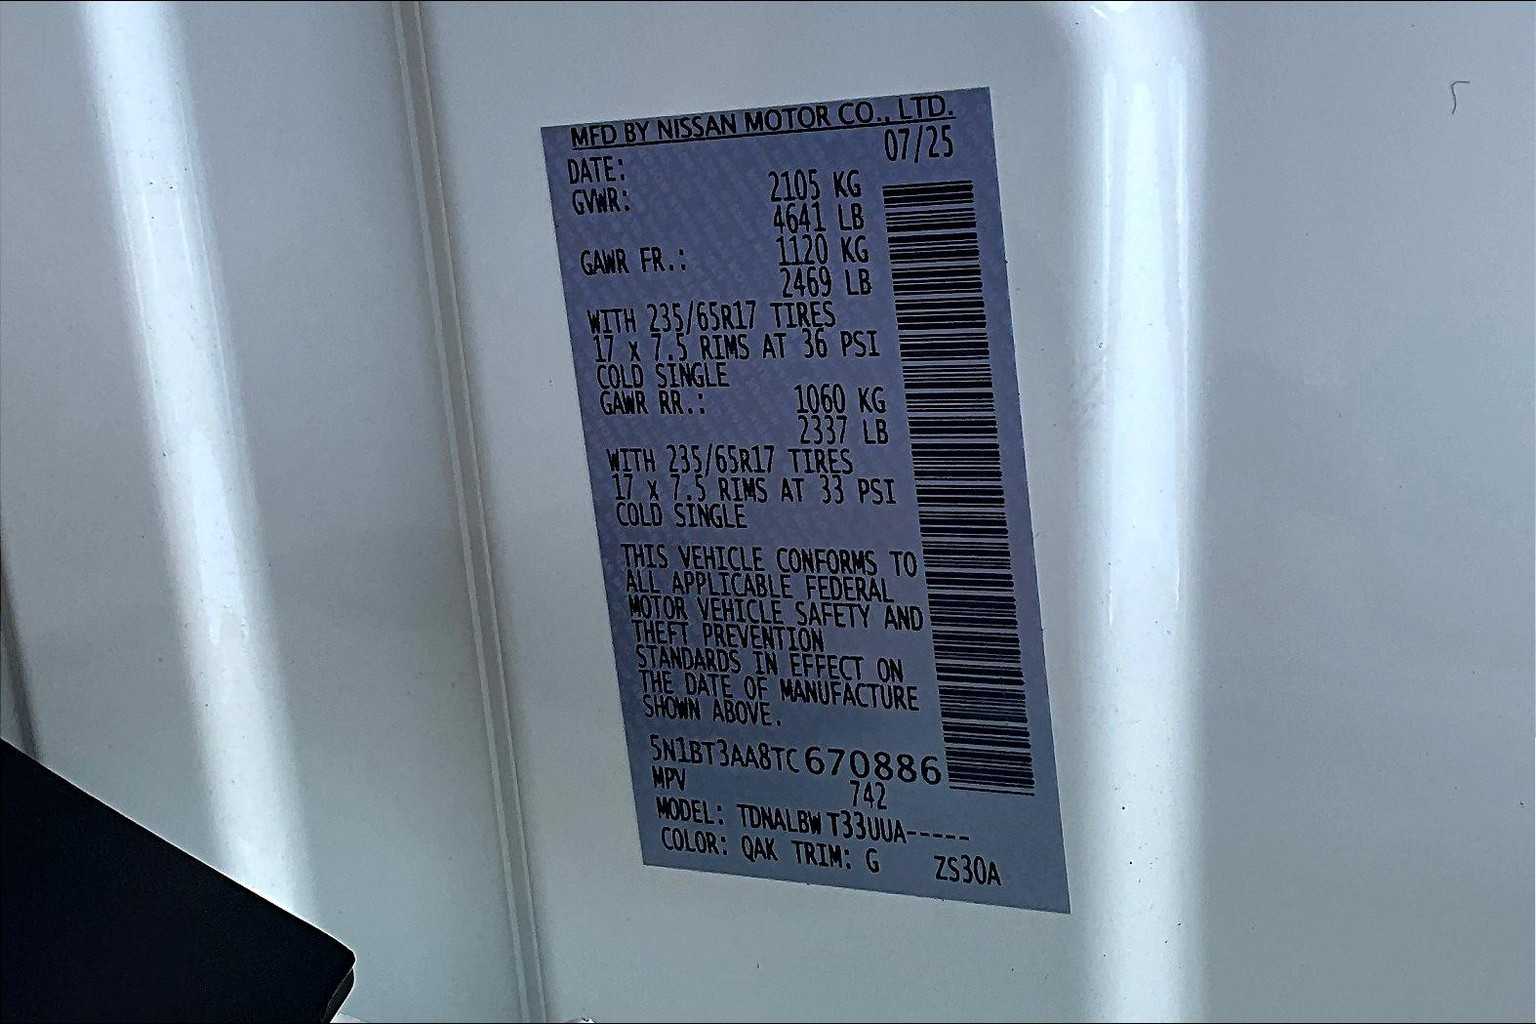 MFD BY NISSAN MOTOR CO., LTD.
DATE: 07/25
GVWR: 2105 KG
4641 LB
GAWR FR.: 1120 KG
2469 LB
WITH 235/65R17 TIRES
17 x 7.5 RIMS AT 36 PSI
COLD SINGLE
GAWR RR.: 1060 KG
2337 LB
WITH 235/65R17 TIRES
17 x 7.5 RIMS AT 33 PSI
COLD SINGLE
THIS VEHICLE CONFORMS TO
ALL APPLICABLE FEDERAL
MOTOR VEHICLE SAFETY AND
THEFT PREVENTION
STANDARDS IN EFFECT ON
THE DATE OF MANUFACTURE
SHOWN ABOVE.
5N1BT3AA8TC670886
MPV 742
MODEL: TDNALBW T33UUA-----
COLOR: QAK TRIM: G ZS30A